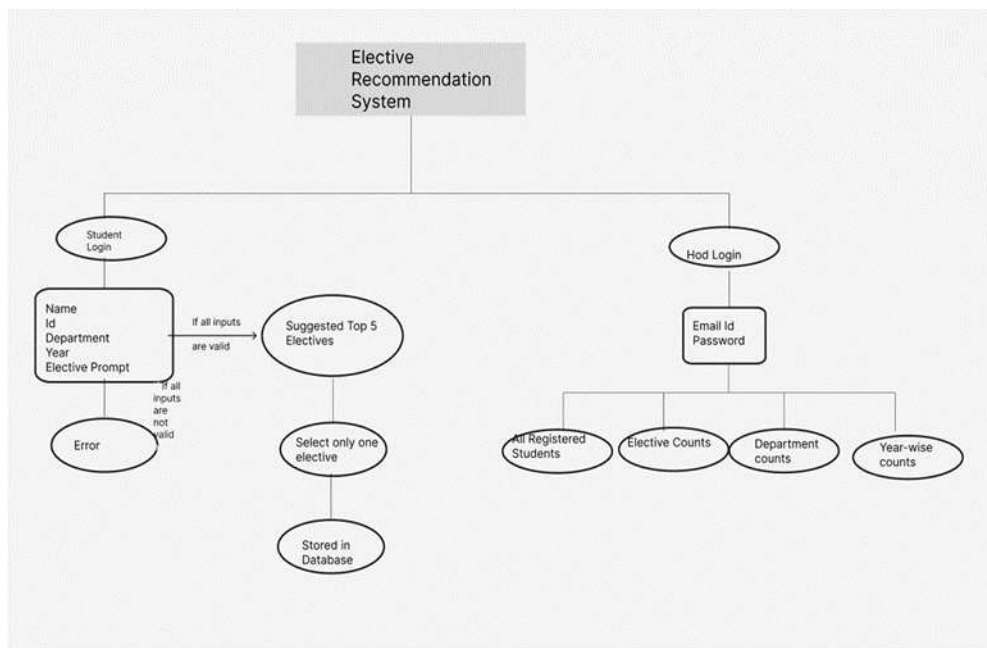 Elective
Recommendation
System
Student
Login
Name
Id
Department
Year
Elective Prompt
If all inputs
are valid
Suggested Top 5
Electives
If all
inputs
are
not
valid
Error
Select only one
elective
Stored in
Database
Hod Login
Email Id
Password
All Registered
Students
Elective Counts
Department
counts
Year-wise
counts